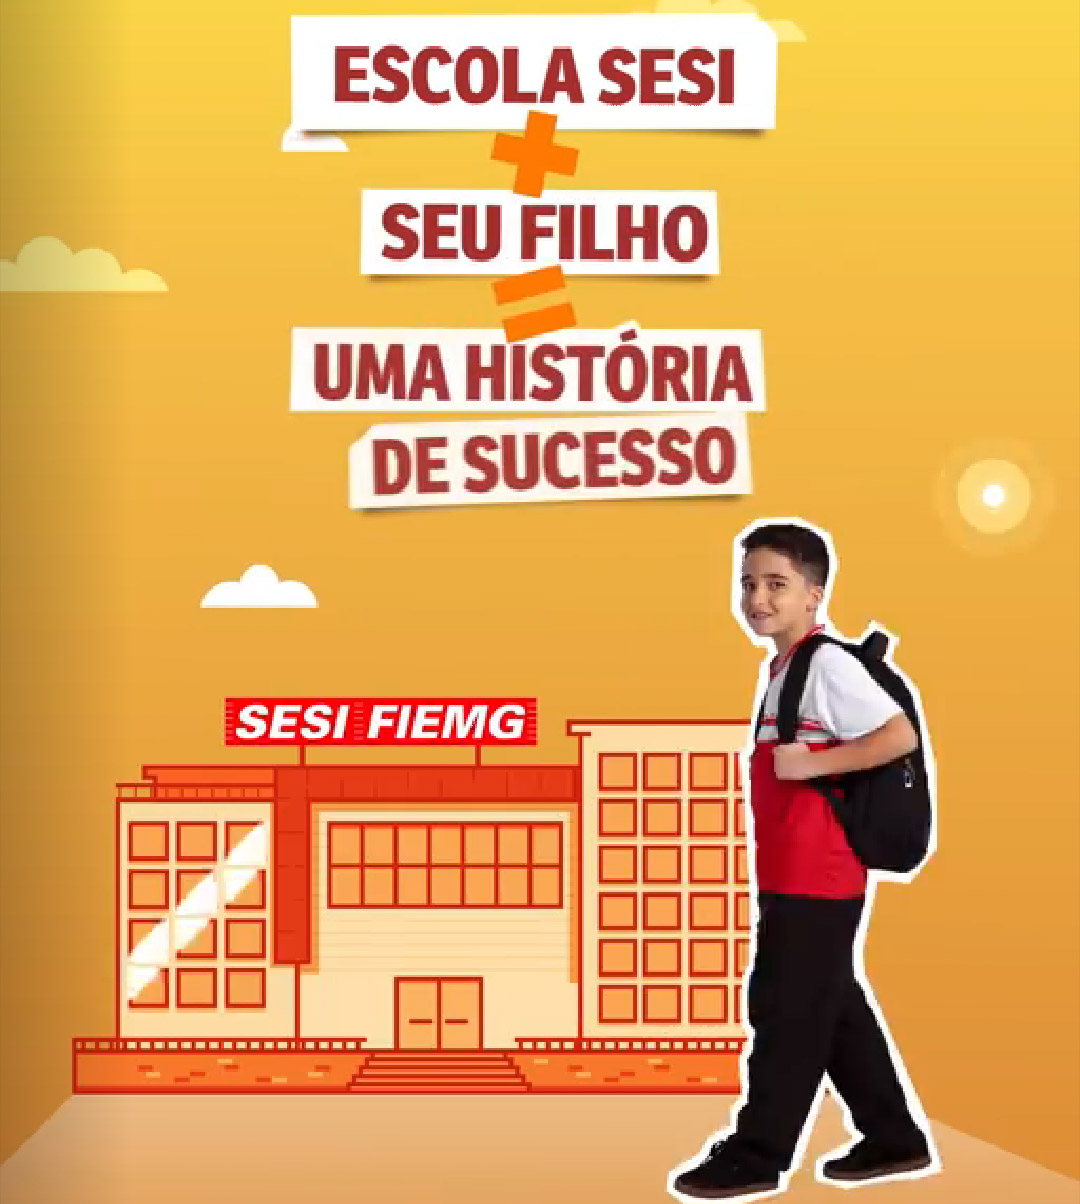 ESCOLA SESI
+
SEU FILHO
=
UMA HISTÓRIA
DE SUCESSO
SESI FIEMG